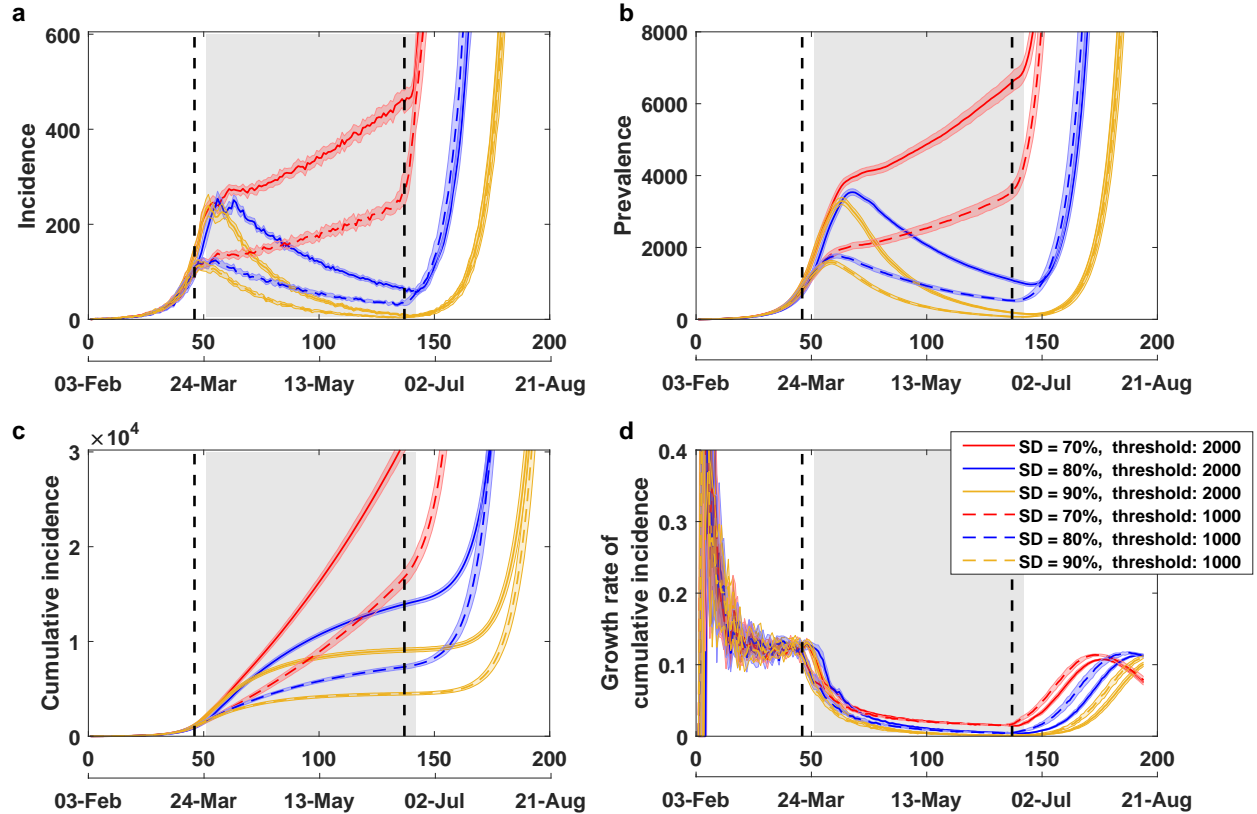 a
Incidence
600
400
200
0
0 50 100 150 200
03-Feb 24-Mar 13-May 02-Jul 21-Aug
b
Prevalence
8000
6000
4000
2000
0
0 50 100 150 200
03-Feb 24-Mar 13-May 02-Jul 21-Aug
c
×10⁴
Cumulative incidence
3
2
1
0
0 50 100 150 200
03-Feb 24-Mar 13-May 02-Jul 21-Aug
d
Growth rate of
cumulative incidence
0.4
0.3
0.2
0.1
0
0 50 100 150 200
03-Feb 24-Mar 13-May 02-Jul 21-Aug
SD = 70%, threshold: 2000
SD = 80%, threshold: 2000
SD = 90%, threshold: 2000
SD = 70%, threshold: 1000
SD = 80%, threshold: 1000
SD = 90%, threshold: 1000